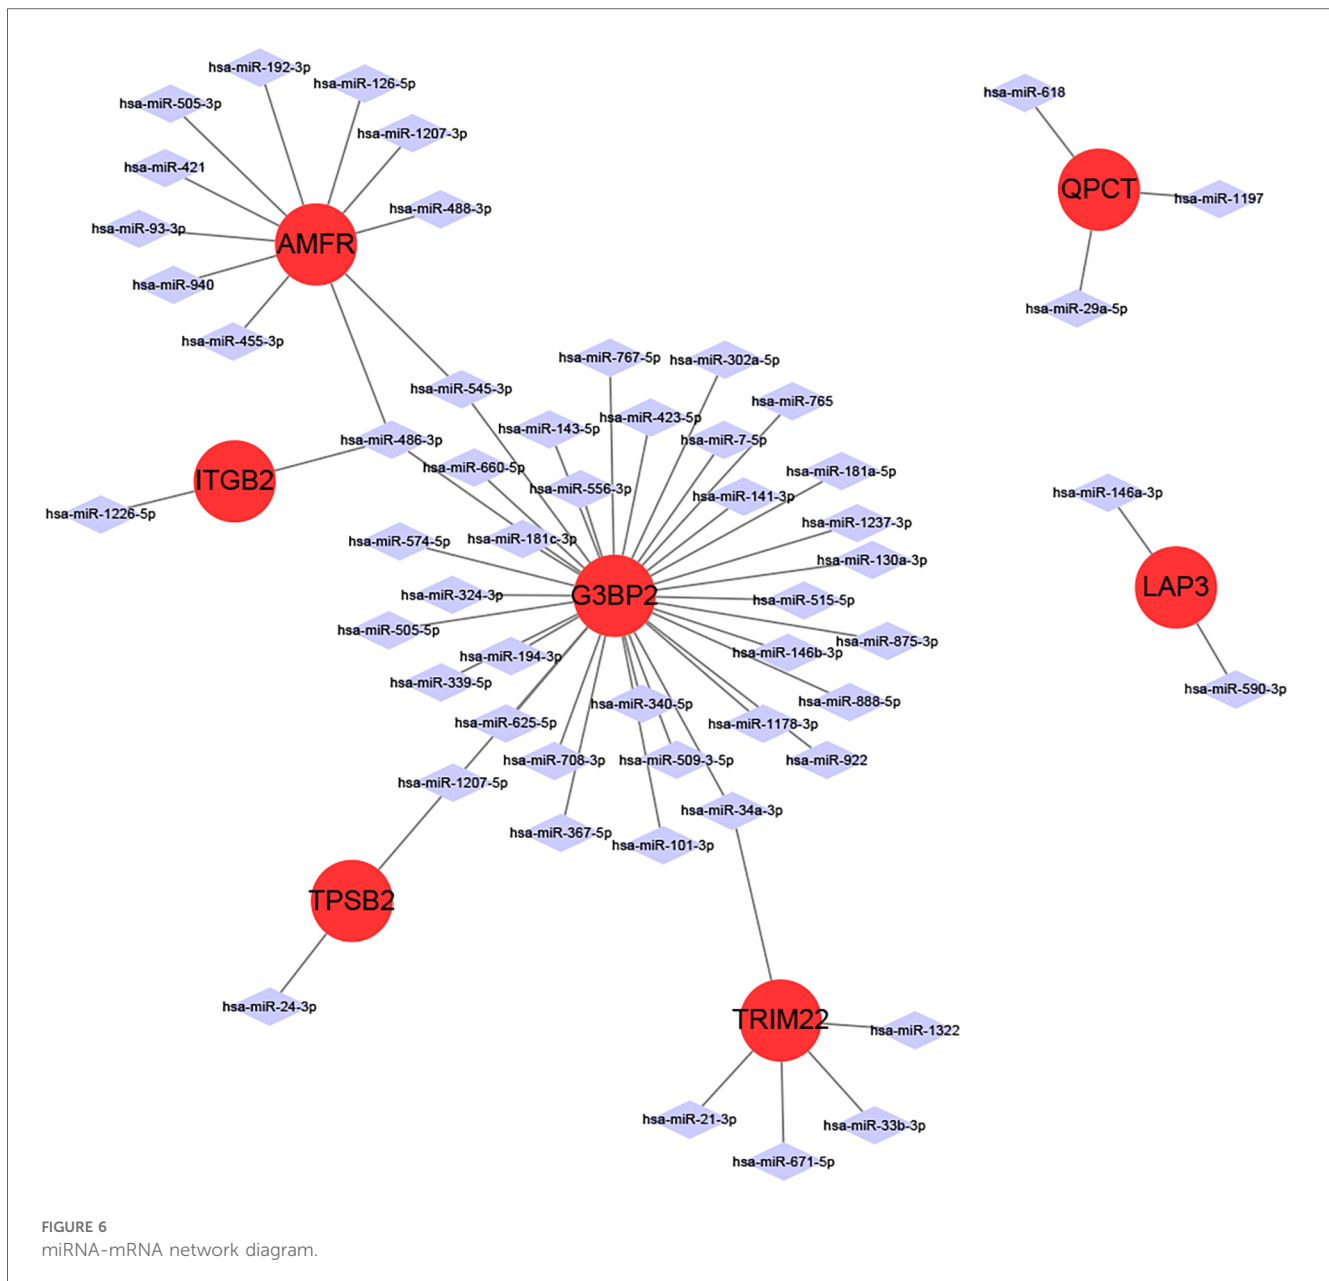 hsa-miR-192-3p
hsa-miR-126-5p
hsa-miR-505-3p
hsa-miR-1207-3p
hsa-miR-421
hsa-miR-488-3p
hsa-miR-93-3p
AMFR
hsa-miR-940
hsa-miR-455-3p
hsa-miR-618
QPCT
hsa-miR-1197
hsa-miR-29a-5p
hsa-miR-767-5p
hsa-miR-302a-5p
hsa-miR-545-3p
hsa-miR-765
hsa-miR-423-5p
hsa-miR-143-5p
hsa-miR-7-5p
hsa-miR-486-3p
hsa-miR-660-5p
hsa-miR-181a-5p
ITGB2
hsa-miR-556-3p
hsa-miR-141-3p
hsa-miR-1226-5p
hsa-miR-1237-3p
hsa-miR-574-5p
hsa-miR-181c-3p
hsa-miR-130a-3p
hsa-miR-324-3p
G3BP2
hsa-miR-515-5p
hsa-miR-505-5p
hsa-miR-875-3p
hsa-miR-194-3p
hsa-miR-146b-3p
hsa-miR-339-5p
hsa-miR-340-5p
hsa-miR-888-5p
hsa-miR-625-5p
hsa-miR-1178-3p
hsa-miR-708-3p
hsa-miR-509-3-5p
hsa-miR-922
hsa-miR-1207-5p
hsa-miR-34a-3p
hsa-miR-367-5p
hsa-miR-101-3p
hsa-miR-146a-3p
LAP3
hsa-miR-590-3p
TPSB2
hsa-miR-24-3p
TRIM22
hsa-miR-1322
hsa-miR-21-3p
hsa-miR-33b-3p
hsa-miR-671-5p
FIGURE 6
miRNA-mRNA network diagram.